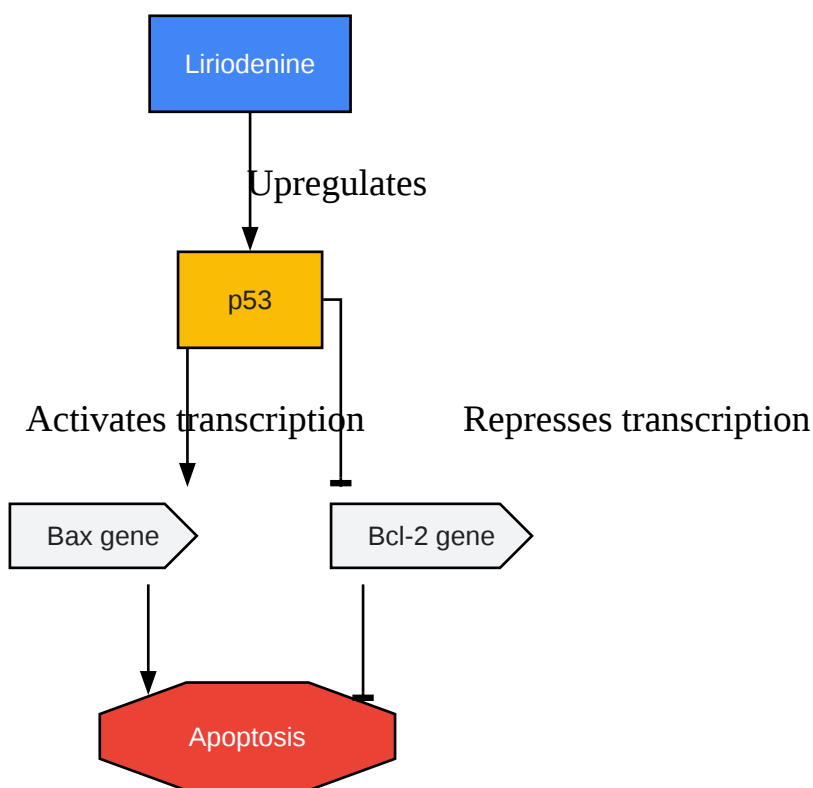 Liriodenine
Upregulates
p53
Activates transcription
Represses transcription
Bax gene
Bcl-2 gene
Apoptosis